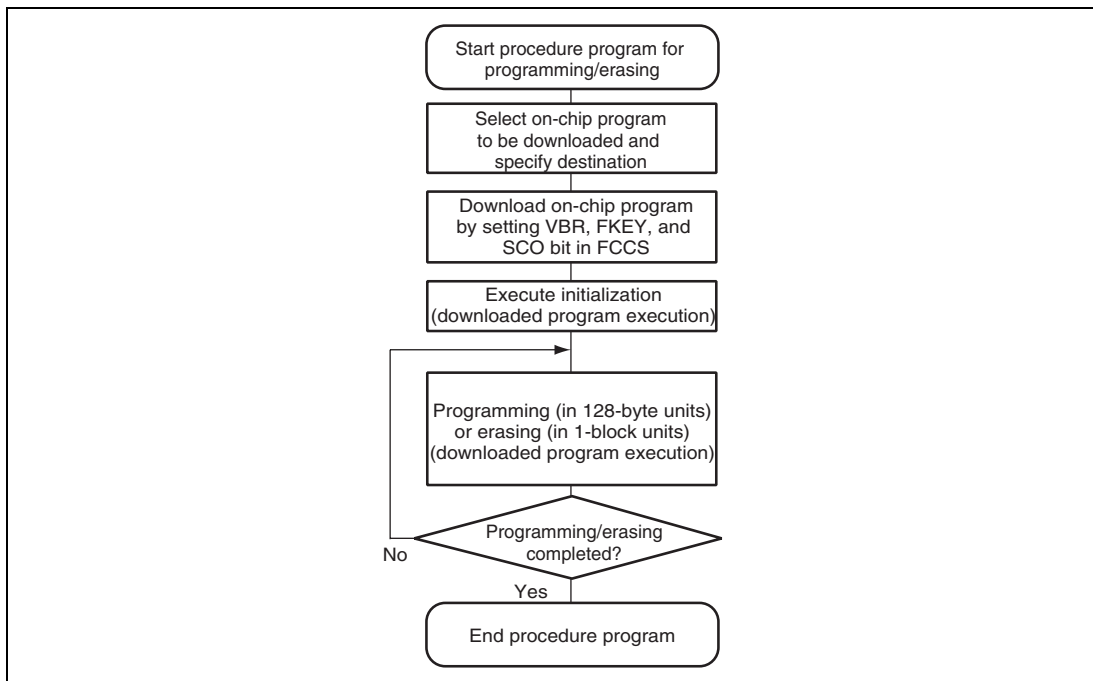 Start procedure program for
programming/erasing
Select on-chip program
to be downloaded and
specify destination
Download on-chip program
by setting VBR, FKEY, and
SCO bit in FCCS
Execute initialization
(downloaded program execution)
Programming (in 128-byte units)
or erasing (in 1-block units)
(downloaded program execution)
Programming/erasing
completed?
No
Yes
End procedure program